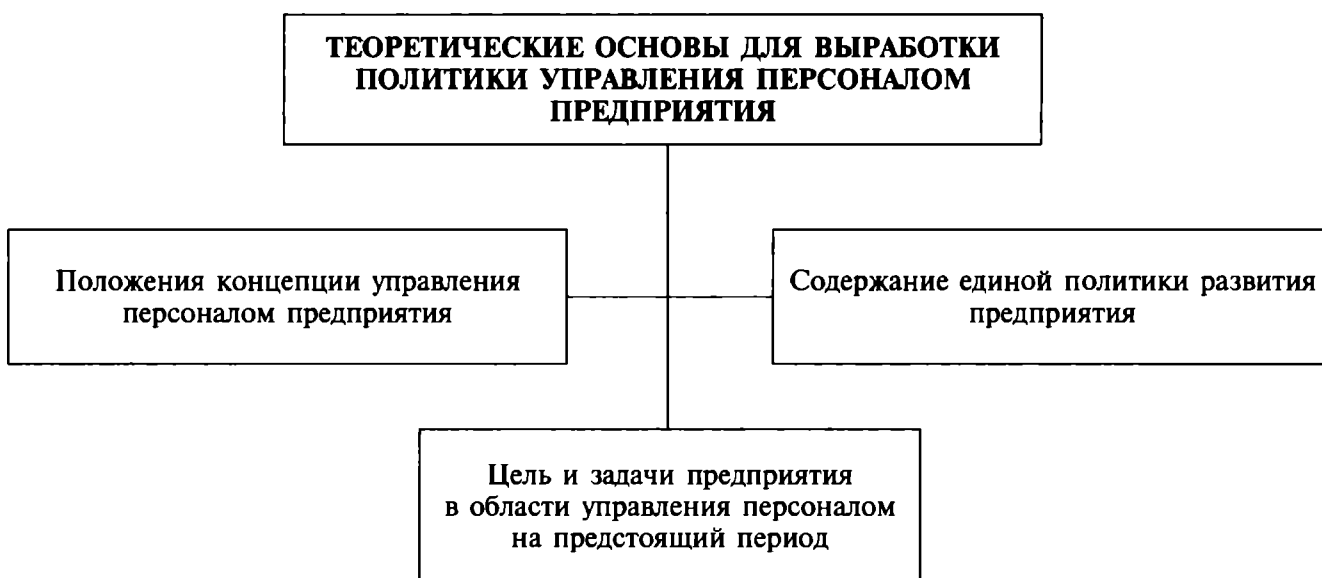 ТЕОРЕТИЧЕСКИЕ ОСНОВЫ ДЛЯ ВЫРАБОТКИ
ПОЛИТИКИ УПРАВЛЕНИЯ ПЕРСОНАЛОМ
ПРЕДПРИЯТИЯ
Положения концепции управления
персоналом предприятия
Содержание единой политики развития
предприятия
Цель и задачи предприятия
в области управления персоналом
на предстоящий период